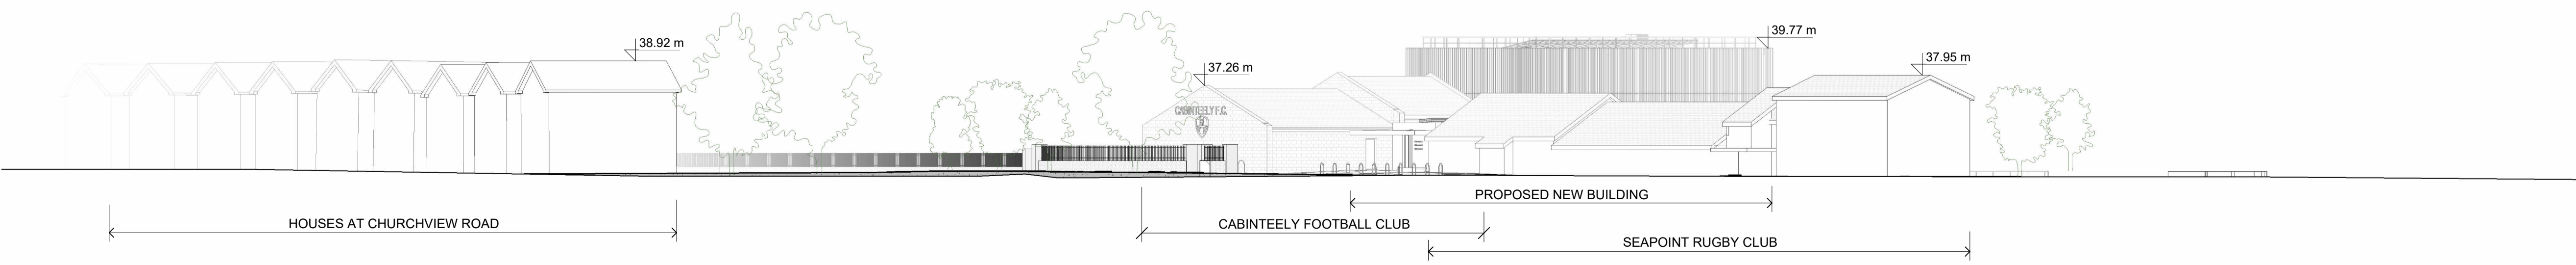 38.92 m
37.26 m
39.77 m
37.95 m
CABINTEELY F.C.
PROPOSED NEW BUILDING
HOUSES AT CHURCHVIEW ROAD
CABINTEELY FOOTBALL CLUB
SEAPOINT RUGBY CLUB